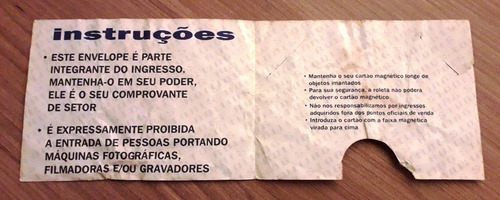 instruções
• ESTE ENVELOPE É PARTE
INTEGRANTE DO INGRESSO,
MANTENHA-O EM SEU PODER,
ELE É O SEU COMPROVANTE
DE SETOR
• É EXPRESSAMENTE PROIBIDA
A ENTRADA DE PESSOAS PORTANDO
MÁQUINAS FOTOGRÁFICAS,
FILMADORAS E/OU GRAVADORES
• Mantenha o seu cartão magnético longe de
objetos imantados
• Para sua segurança, a roleta não poderá
devolver o cartão magnético
• Não nos responsabilizamos por ingressos
adquiridos fora dos pontos oficiais de venda
• Introduza o cartão com a faixa magnética
virada para cima